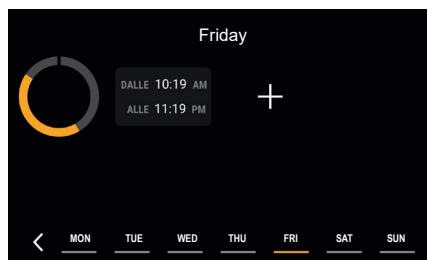 Friday
DALLE 10:19 AM
ALLE 11:19 PM
MON TUE WED THU FRI SAT SUN